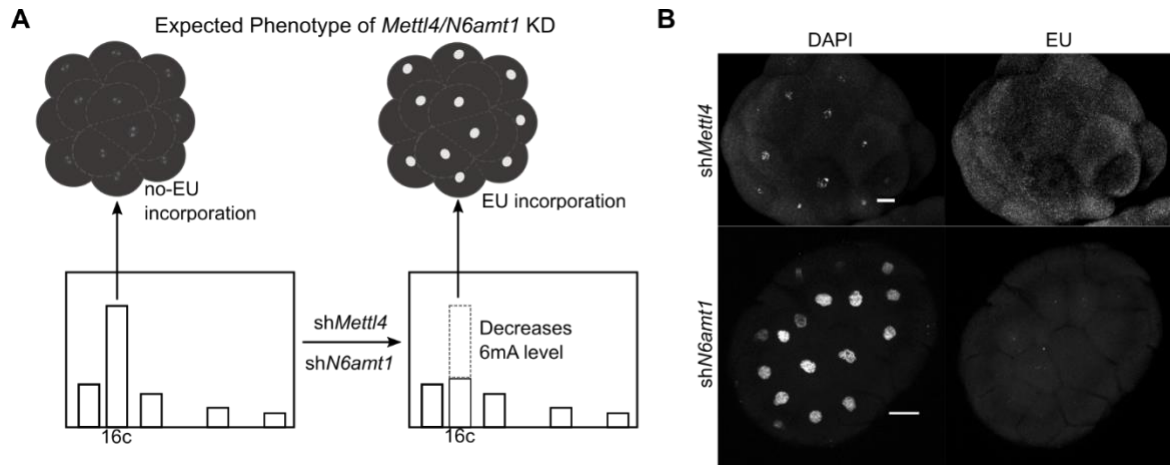 A
Expected Phenotype of Mettl4/N6amt1 KD
no-EU
incorporation
EU incorporation
shMettl4
shN6amt1
Decreases
6mA level
16c
16c
B
DAPI
EU
shMettl4
shN6amt1